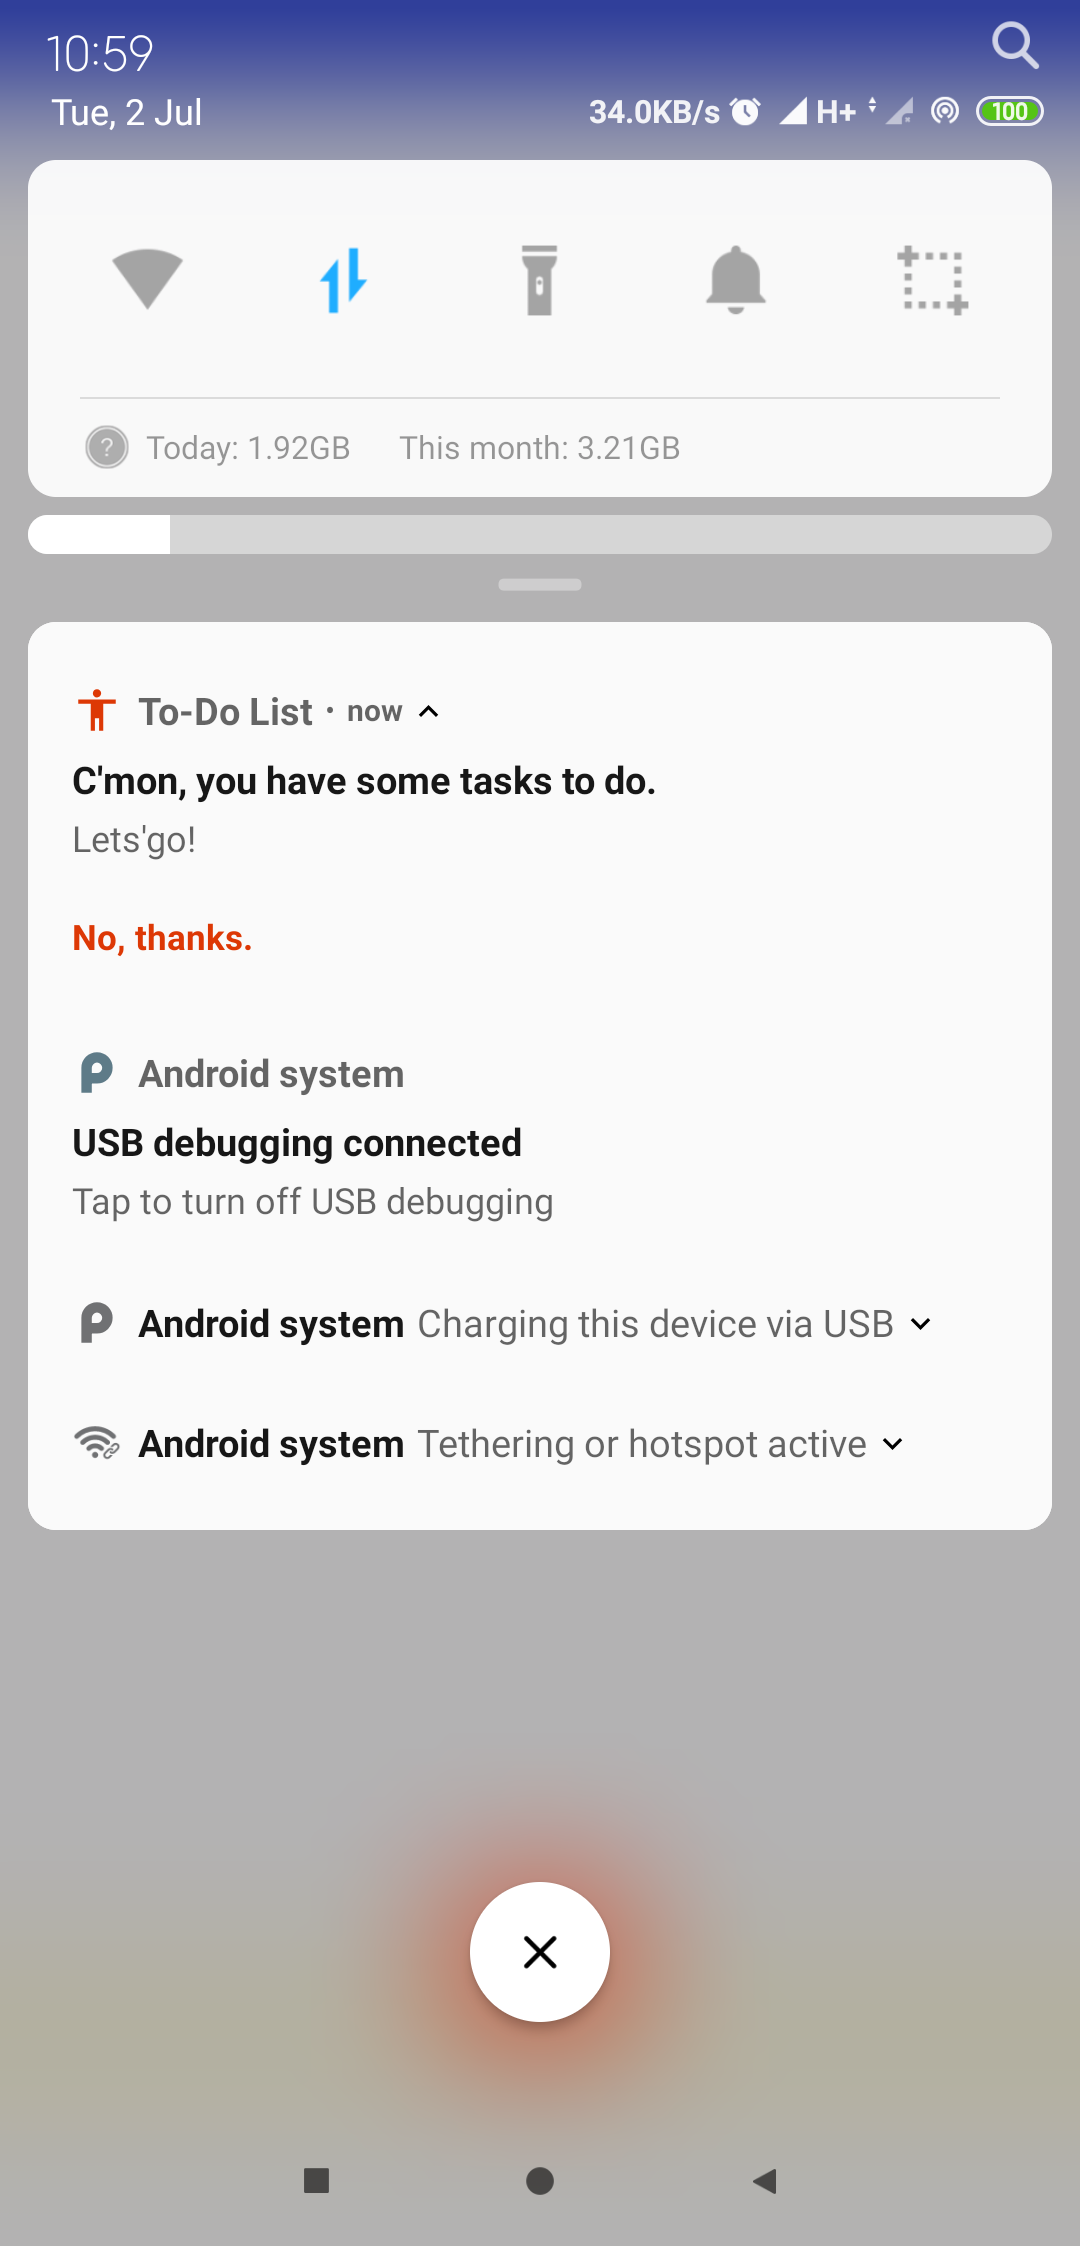 10:59
Tue, 2 Jul
34.0KB/s H+ 100
? Today: 1.92GB This month: 3.21GB
To-Do List · now
C'mon, you have some tasks to do.
Lets'go!
No, thanks.
Android system
USB debugging connected
Tap to turn off USB debugging
Android system Charging this device via USB
Android system Tethering or hotspot active